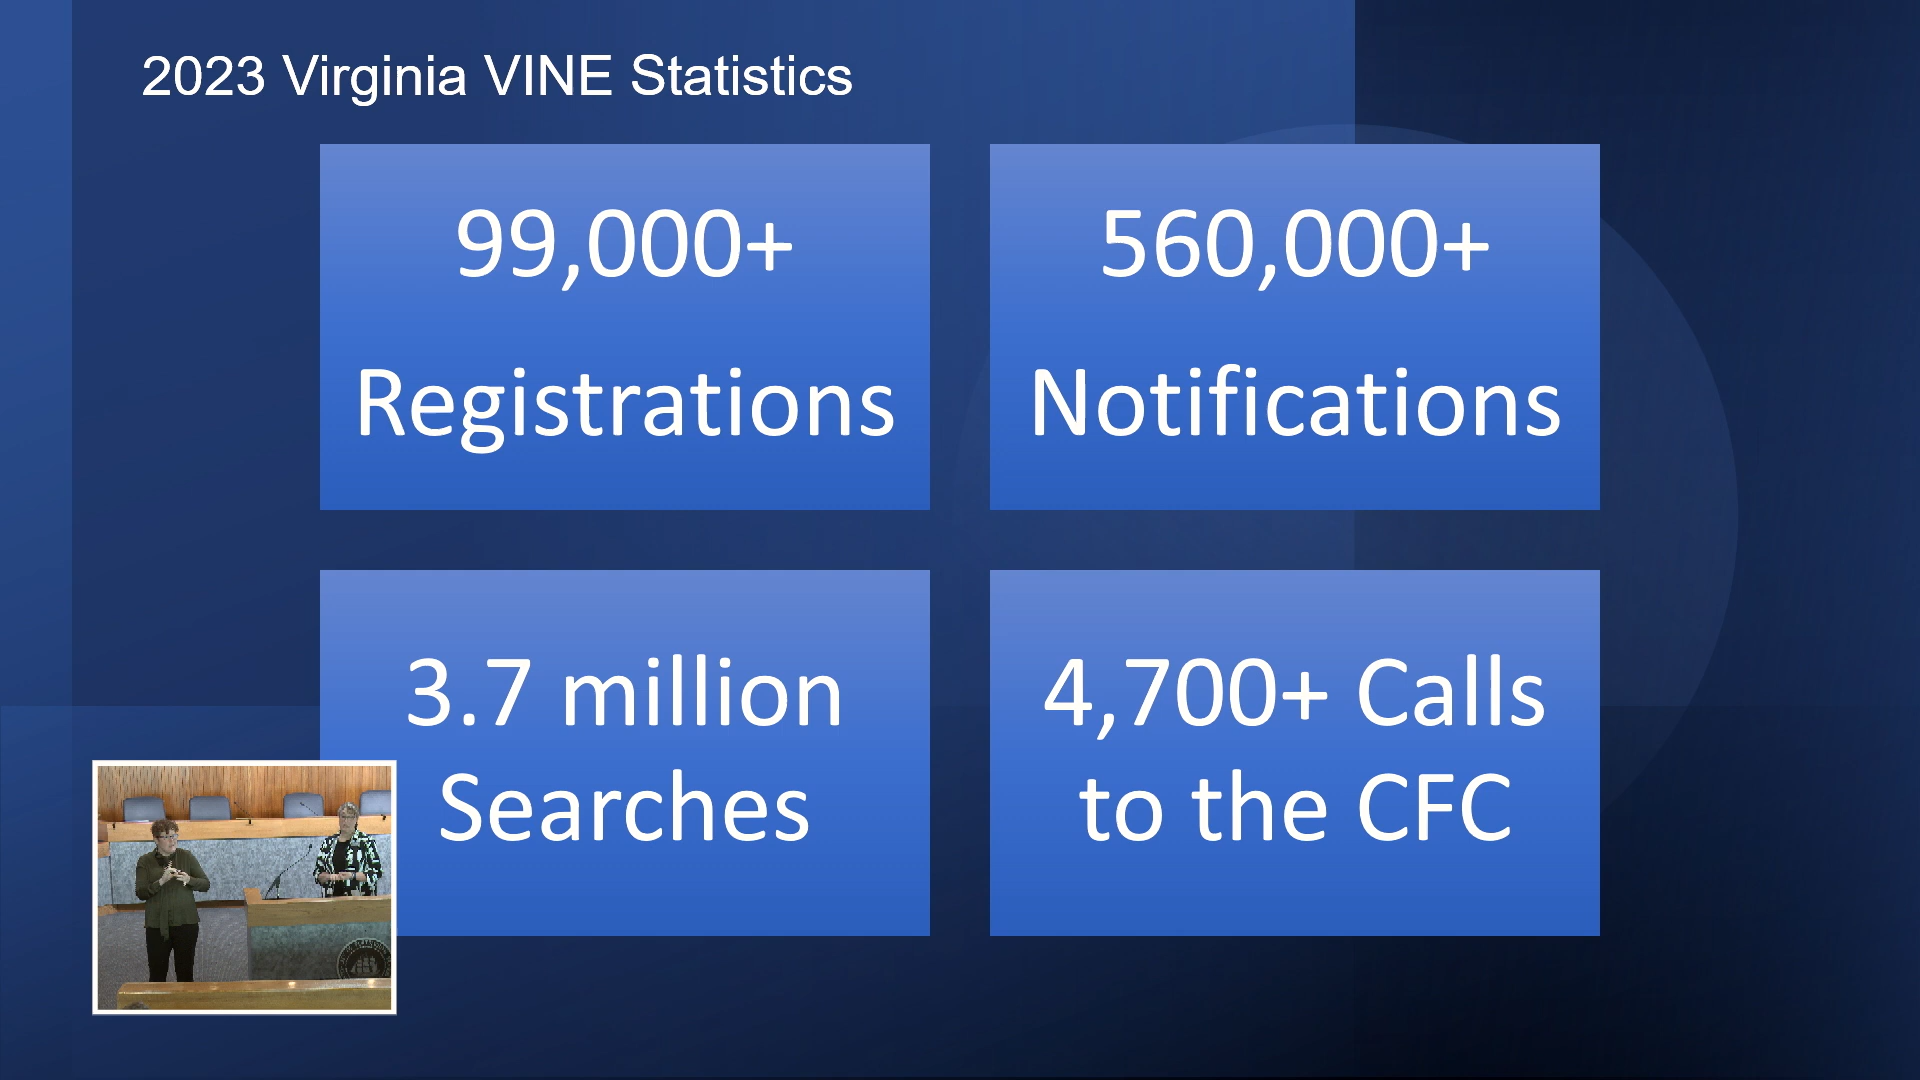 2023 Virginia VINE Statistics
99,000+
Registrations
560,000+
Notifications
3.7 million
Searches
4,700+ Calls
to the CFC